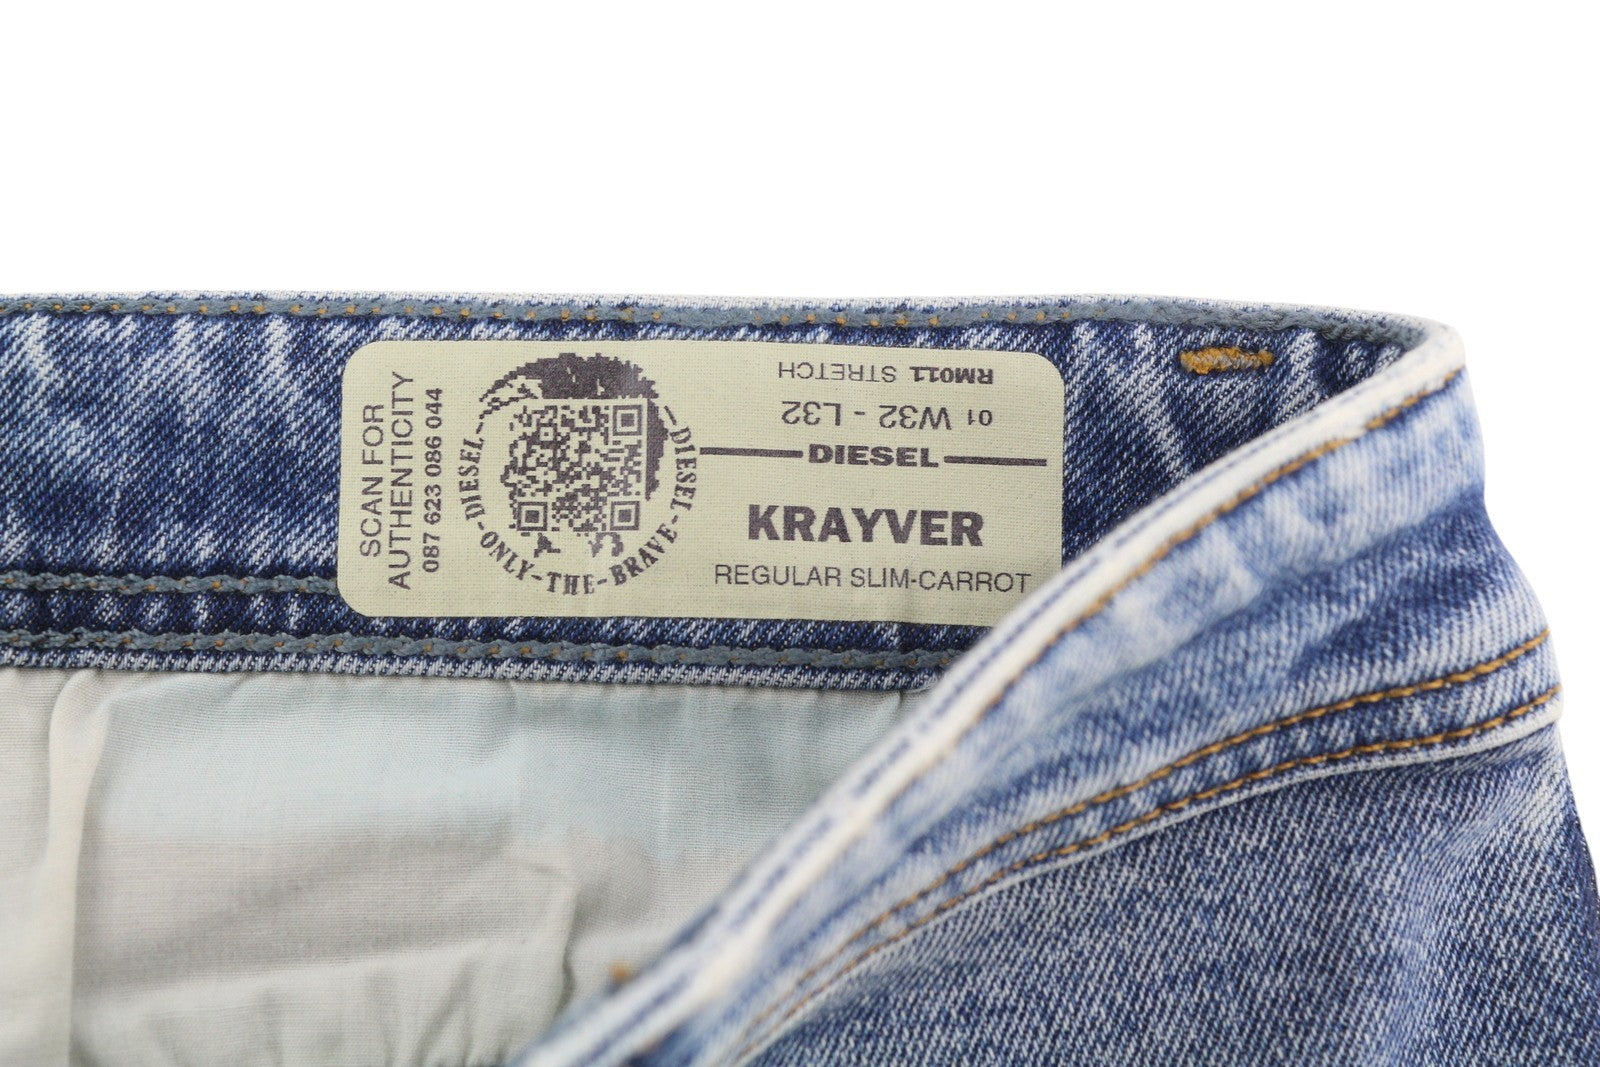 SCAN FOR
AUTHENTICITY
087 623 086 044
DIESEL-ONLY-THE-BRAVE-DIESEL
RM011 STRETCH
01 W32 - L32
DIESEL
KRAYVER
REGULAR SLIM-CARROT